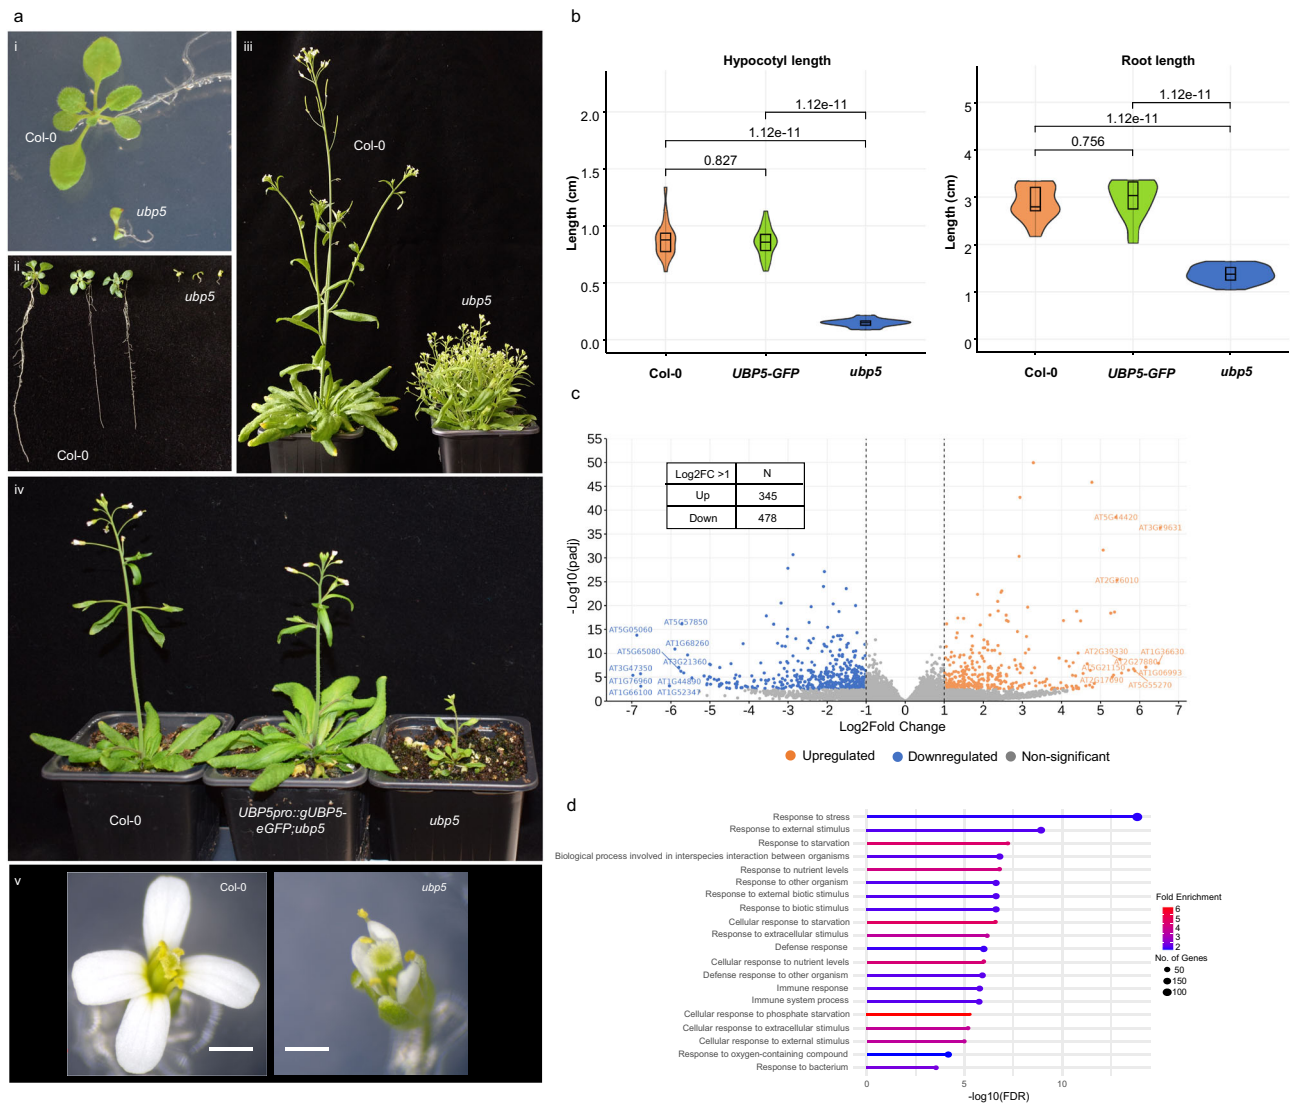 a
i
Col-0
ubp5
ii
ubp5
Col-0
iii
Col-0
ubp5
iv
Col-0
UBP5pro::gUBP5-
eGFP;ubp5
ubp5
v
Col-0
ubp5
b
Hypocotyl length
Length (cm)
2.0
1.5
1.0
0.5
0.0
1.12e-11
1.12e-11
0.827
Col-0
UBP5-GFP
ubp5
Root length
Length (cm)
5
4
3
2
1
0
1.12e-11
1.12e-11
0.756
Col-0
UBP5-GFP
ubp5
c
-Log10(padj)
55
50
45
40
35
30
25
20
15
10
5
0
Log2FC >1 N
Up 345
Down 478
AT5G44420
AT3G29631
AT2G26010
AT5G57850
AT5G05060
AT1G68260
AT5G65080
AT3G21360
AT3G47350
AT1G76960
AT1G44890
AT1G66100
AT1G52347
AT2G39330
AT1G36630
AT2G27880
AT5G21150
AT1G06993
AT2G17690
AT5G55270
-7 -6 -5 -4 -3 -2 -1 0 1 2 3 4 5 6 7
Log2Fold Change
Upregulated Downregulated Non-significant
d
Response to stress
Response to external stimulus
Response to starvation
Biological process involved in interspecies interaction between organisms
Response to nutrient levels
Response to other organism
Response to external biotic stimulus
Response to biotic stimulus
Cellular response to starvation
Response to extracellular stimulus
Defense response
Cellular response to nutrient levels
Defense response to other organism
Immune response
Immune system process
Cellular response to phosphate starvation
Cellular response to extracellular stimulus
Cellular response to external stimulus
Response to oxygen-containing compound
Response to bacterium
0 5 10
-log10(FDR)
Fold Enrichment
6
5
4
3
2
No. of Genes
50
150
100